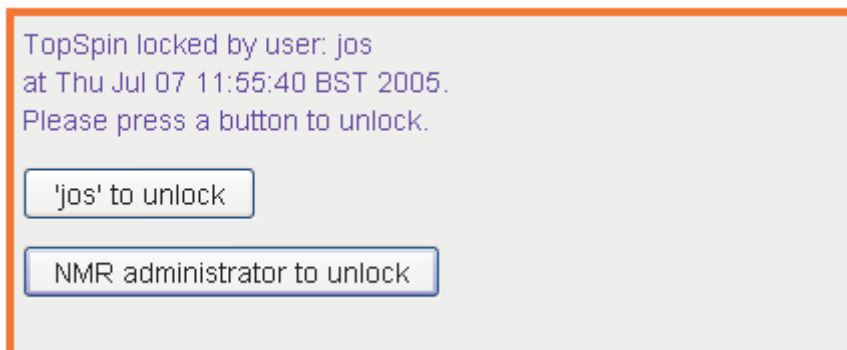 TopSpin locked by user: jos
at Thu Jul 07 11:55:40 BST 2005.
Please press a button to unlock.
'jos' to unlock
NMR administrator to unlock